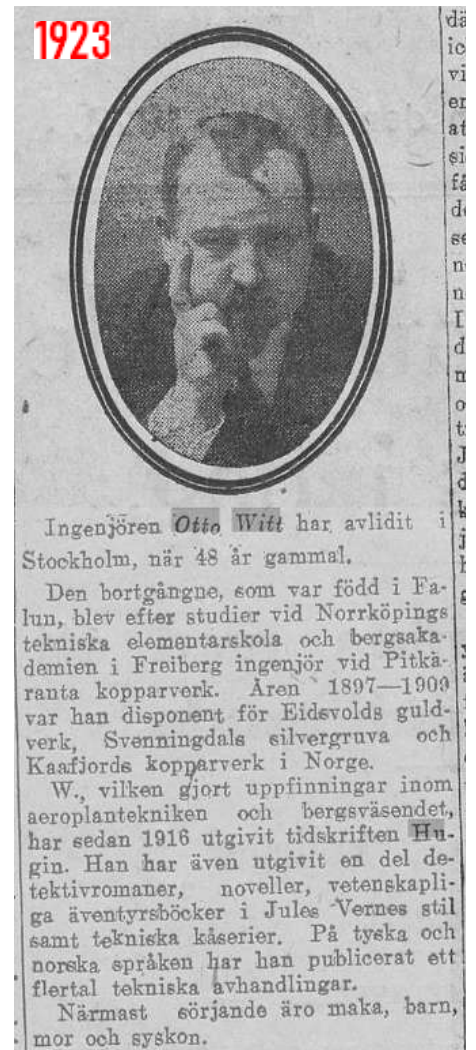 1923
Ingenjören Otto Witt har avlidit i
Stockholm, när 48 år gammal.
Den bortgångne, som var född i Fa-
lun, blev efter studier vid Norrköpings
tekniska elementarskola och bergsaka-
demien i Freiberg ingenjör vid Pitkä-
ranta kopparverk. Åren 1897—1909
var han disponent för Eidsvolds guld-
verk, Svenningdals silvergruva och
Kaafjords kopparverk i Norge.
W., vilken gjort uppfinningar inom
aeroplantekniken och bergsväsendet,
har sedan 1916 utgivit tidskriften Hu-
gin. Han har även utgivit en del de-
tektivromaner, noveller, vetenskapli-
ga äventyrsböcker i Jules Vernes stil
samt tekniska kåserier. På tyska och
norska språken har han publicerat ett
flertal tekniska avhandlingar.
Närmast sörjande äro maka, barn,
mor och syskon.